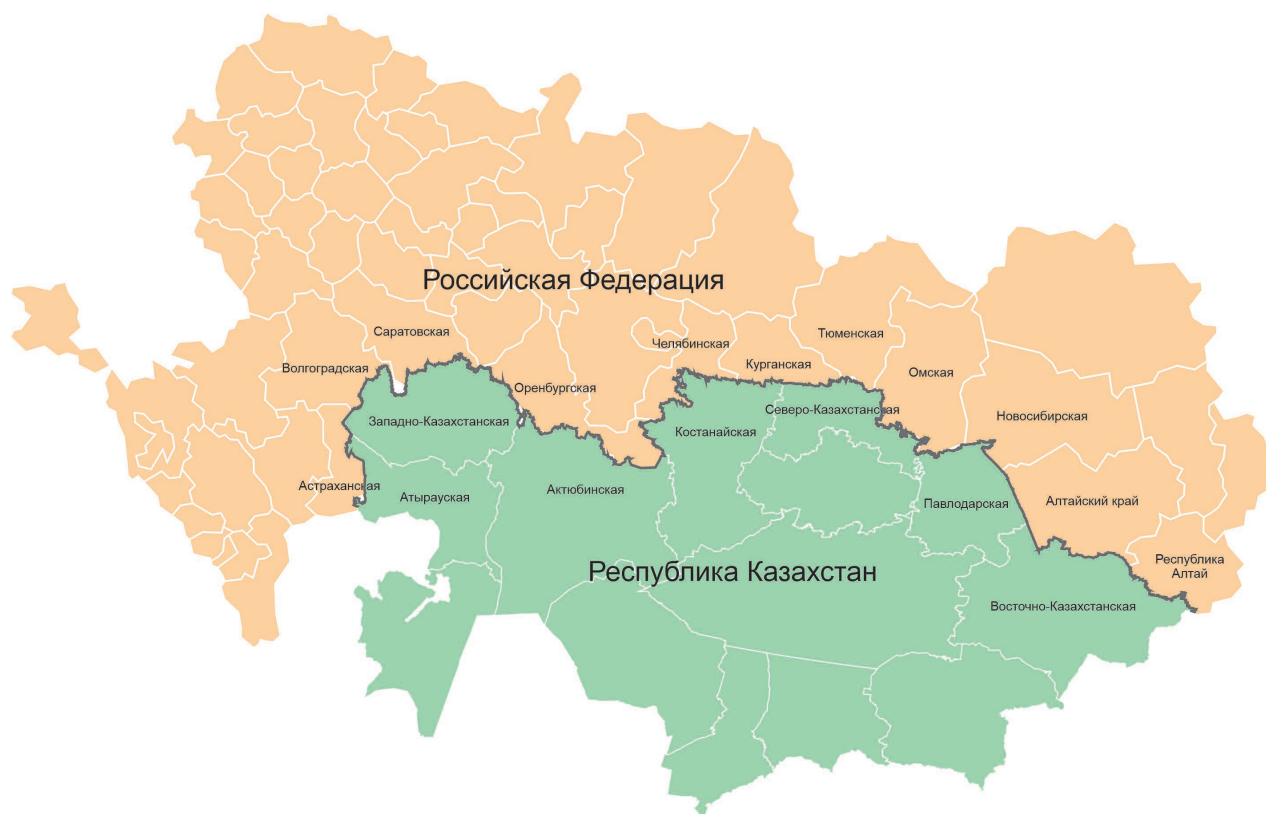 Российская Федерация
Саратовская
Тюменская
Челябинская
Курганская
Волгоградская
Омская
Оренбургская
Северо-Казахстанская
Новосибирская
Западно-Казахстанская
Костанайская
Астраханская
Актюбинская
Атырауская
Павлодарская
Алтайский край
Республика
Алтай
Республика Казахстан
Восточно-Казахстанская